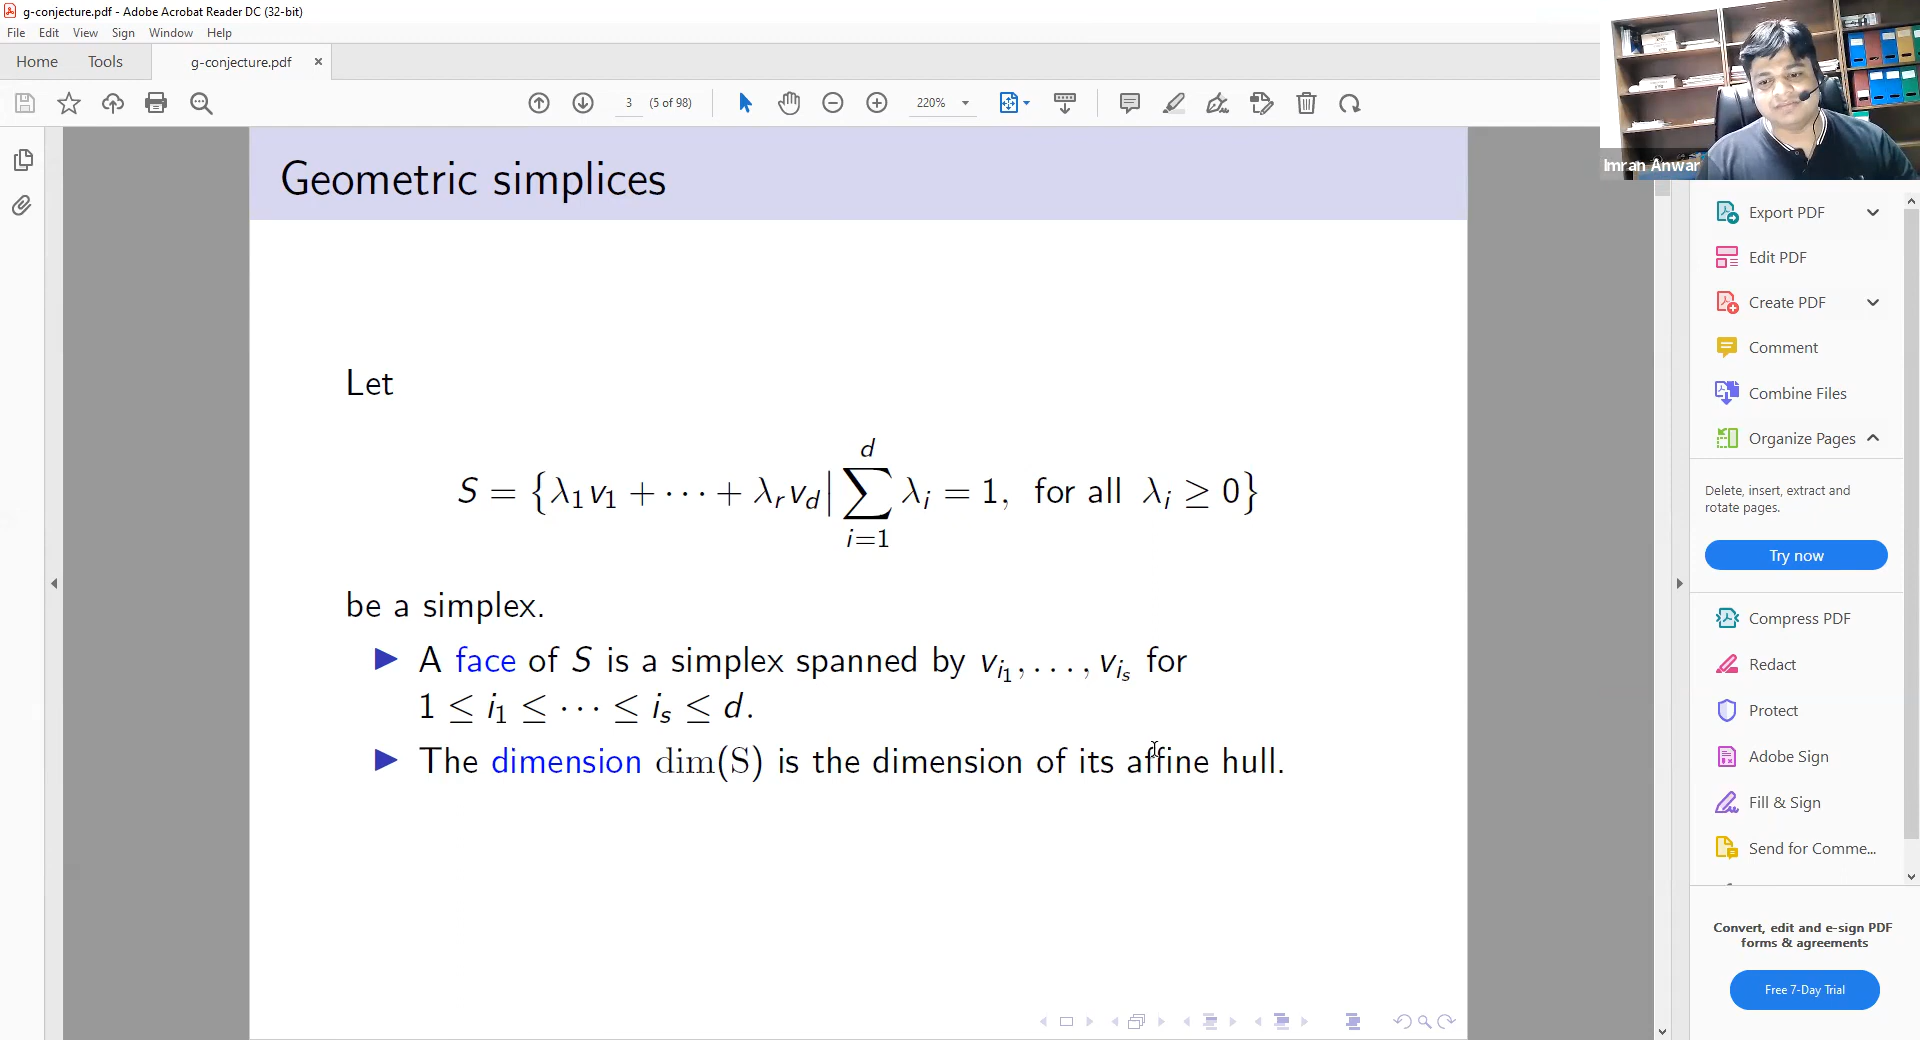 g-conjecture.pdf - Adobe Acrobat Reader DC (32-bit)
File Edit View Sign Window Help
Home Tools g-conjecture.pdf ×
3 (5 of 98) 220%
Imran Anwar
Geometric simplices
Let
S = {λ₁v₁ + ⋯ + λᵣv_d | ∑_{i=1}^{d} λᵢ = 1, for all λᵢ ≥ 0}
be a simplex.
▶ A face of S is a simplex spanned by v_{i₁}, . . . , v_{iₛ} for
1 ≤ i₁ ≤ ⋯ ≤ iₛ ≤ d.
▶ The dimension dim(S) is the dimension of its affine hull.
Export PDF
Edit PDF
Create PDF
Comment
Combine Files
Organize Pages
Delete, insert, extract and
rotate pages.
Try now
Compress PDF
Redact
Protect
Adobe Sign
Fill & Sign
Send for Comme...
Convert, edit and e-sign PDF
forms & agreements
Free 7-Day Trial